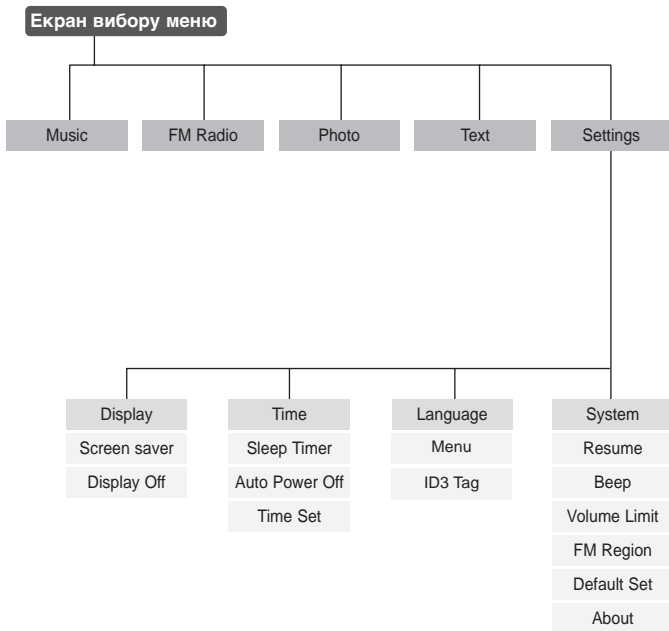 Екран вибору меню
Music FM Radio Photo Text Settings
Display Time Language System
Screen saver Sleep Timer Menu Resume
Display Off Auto Power Off ID3 Tag Beep
Time Set Volume Limit
FM Region
Default Set
About